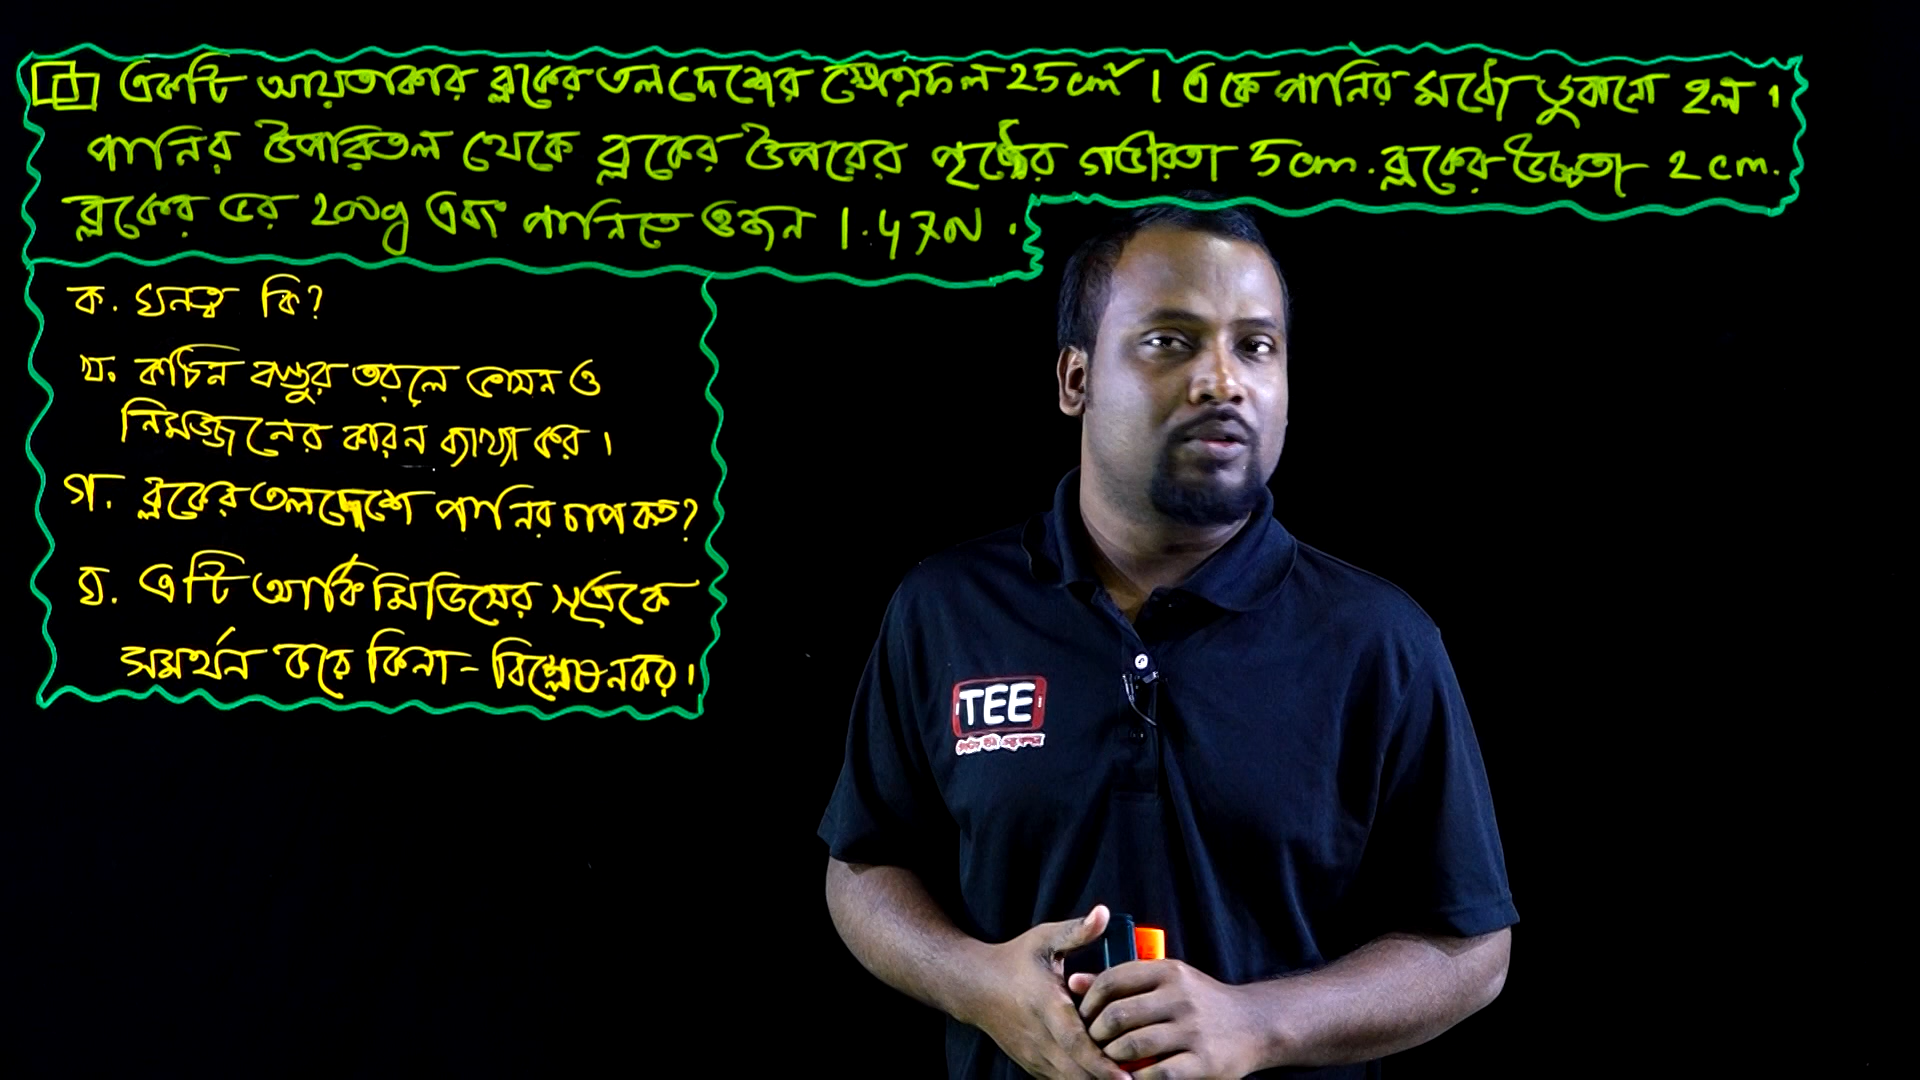 একটি আয়তাকার ব্লকের তলদেশের ক্ষেত্রফল 25cm² । একে পানির মধ্যে ডুবানো হল ।
পানির উপরিতল থেকে ব্লকের উপরের পৃষ্ঠের গভীরতা 5cm. ব্লকের উচ্চতা 2cm.
ব্লকের ভর 200g এবং পানিতে ওজন 1.47N .
ক. ঘনত্ব কি?
খ. কঠিন বস্তুর তরলে ভাসন ও
নিমজ্জনের কারন ব্যাখ্যা কর ।
গ. ব্লকের তলদেশে পানির চাপ কত?
ঘ. এটি আর্কিমিডিসের সূত্রকে
সমর্থন করে কিনা - বিশ্লেষন কর ।
TEE